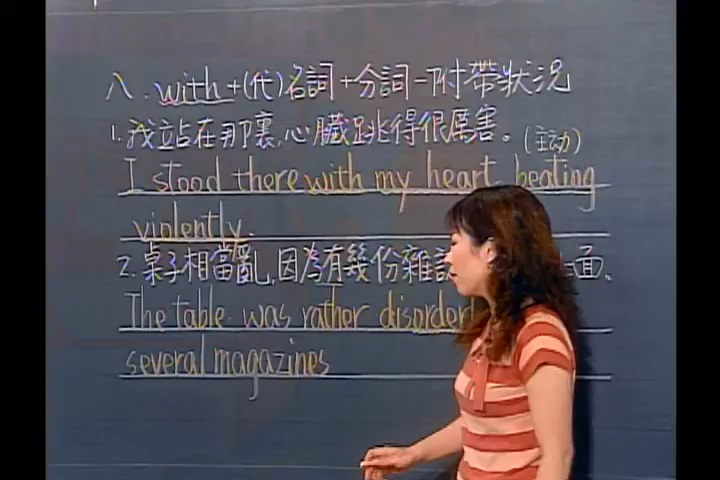 八. with+(代)名詞+分詞-附帶狀況
1. 我站在那裏,心臟跳得很厲害。(主动)
I stood there with my heart beating
violently.
2. 桌子相當亂,因為有幾份雜 面、
The table was rather disorder
several magazines